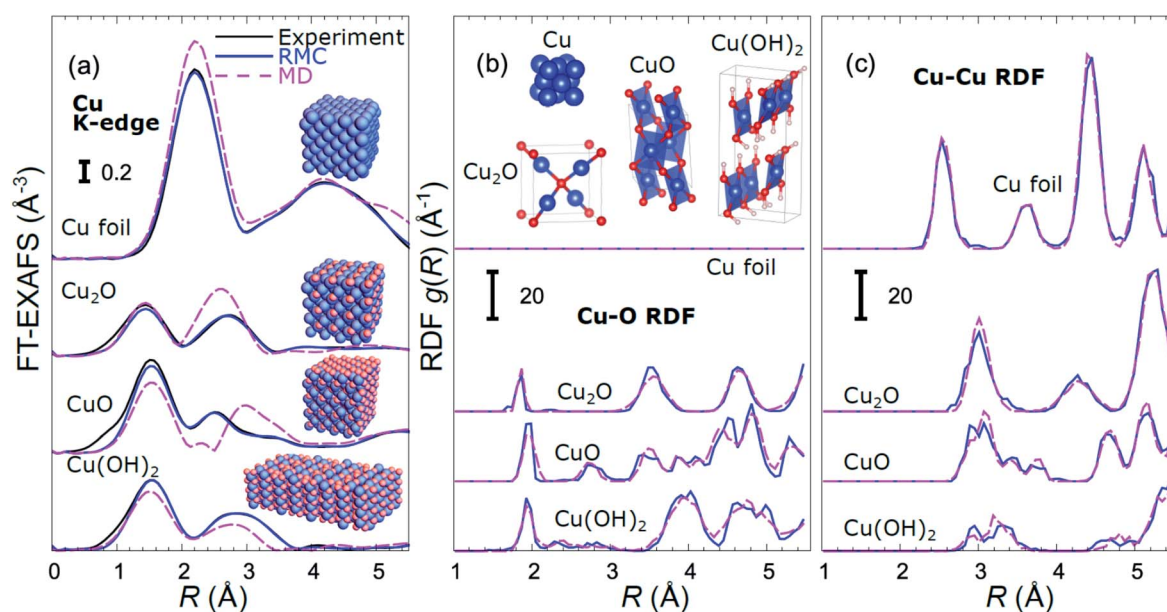 (a)
Experiment
RMC
MD
Cu
K-edge
0.2
Cu foil
Cu₂O
CuO
Cu(OH)₂
FT-EXAFS (Å⁻³)
0 1 2 3 4 5
R (Å)
(b)
Cu
CuO
Cu(OH)₂
Cu₂O
Cu foil
20
Cu-O RDF
Cu₂O
CuO
Cu(OH)₂
RDF g(R) (Å⁻¹)
1 2 3 4 5
R (Å)
(c)
Cu-Cu RDF
Cu foil
20
Cu₂O
CuO
Cu(OH)₂
1 2 3 4 5
R (Å)